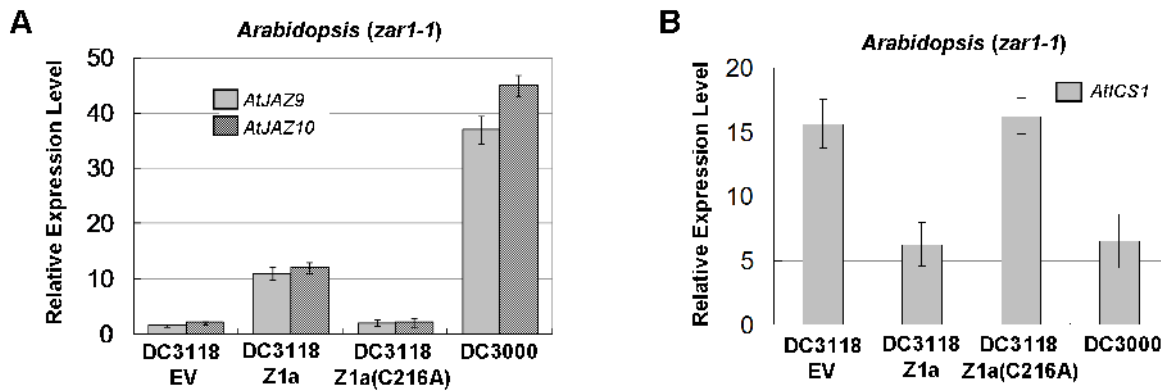 A
Arabidopsis (zar1-1)
Relative Expression Level
50
40
30
20
10
0
AtJAZ9
AtJAZ10
DC3118
EV
DC3118
Z1a
DC3118
Z1a(C216A)
DC3000
B
Arabidopsis (zar1-1)
Relative Expression Level
20
15
10
5
0
AtICS1
DC3118
EV
DC3118
Z1a
DC3118
Z1a(C216A)
DC3000